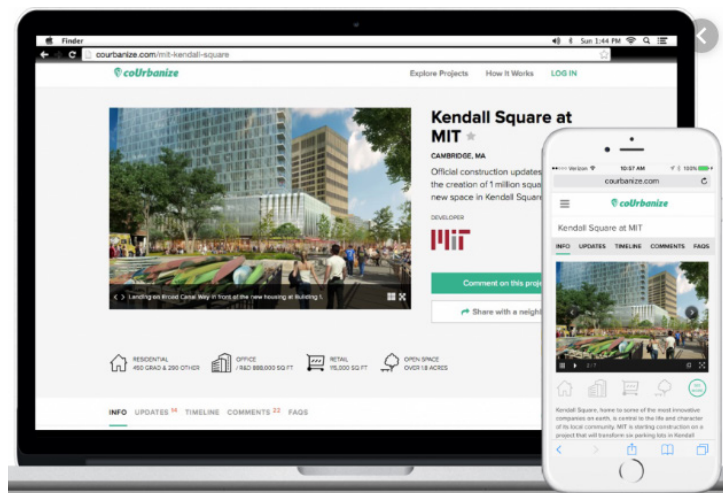 Finder
Sun 1:44 PM
courbanize.com/mit-kendall-square
coUrbanize
Explore Projects How It Works LOG IN
Kendall Square at
MIT
CAMBRIDGE, MA
Official construction updates
the creation of 1 million squa
new space in Kendall Square
DEVELOPER
MIT
Comment on this proje
Share with a neighb
Landing on Broad Canal Way in front of the new housing at Building 1.
RESIDENTIAL
450 GRAD & 290 OTHER
OFFICE
/ R&D 888,000 SQ FT
RETAIL
115,000 SQ FT
OPEN SPACE
OVER 1.8 ACRES
INFO UPDATES 14 TIMELINE COMMENTS 22 FAQS
Verizon 10:57 AM 100%
courbanize.com
coUrbanize
Kendall Square at MIT
INFO UPDATES TIMELINE COMMENTS FAQS
Kendall Square, home to some of the most innovative
companies on earth, is central to the life and character
of its local community. MIT is starting construction on a
project that will transform six parking lots in Kendall